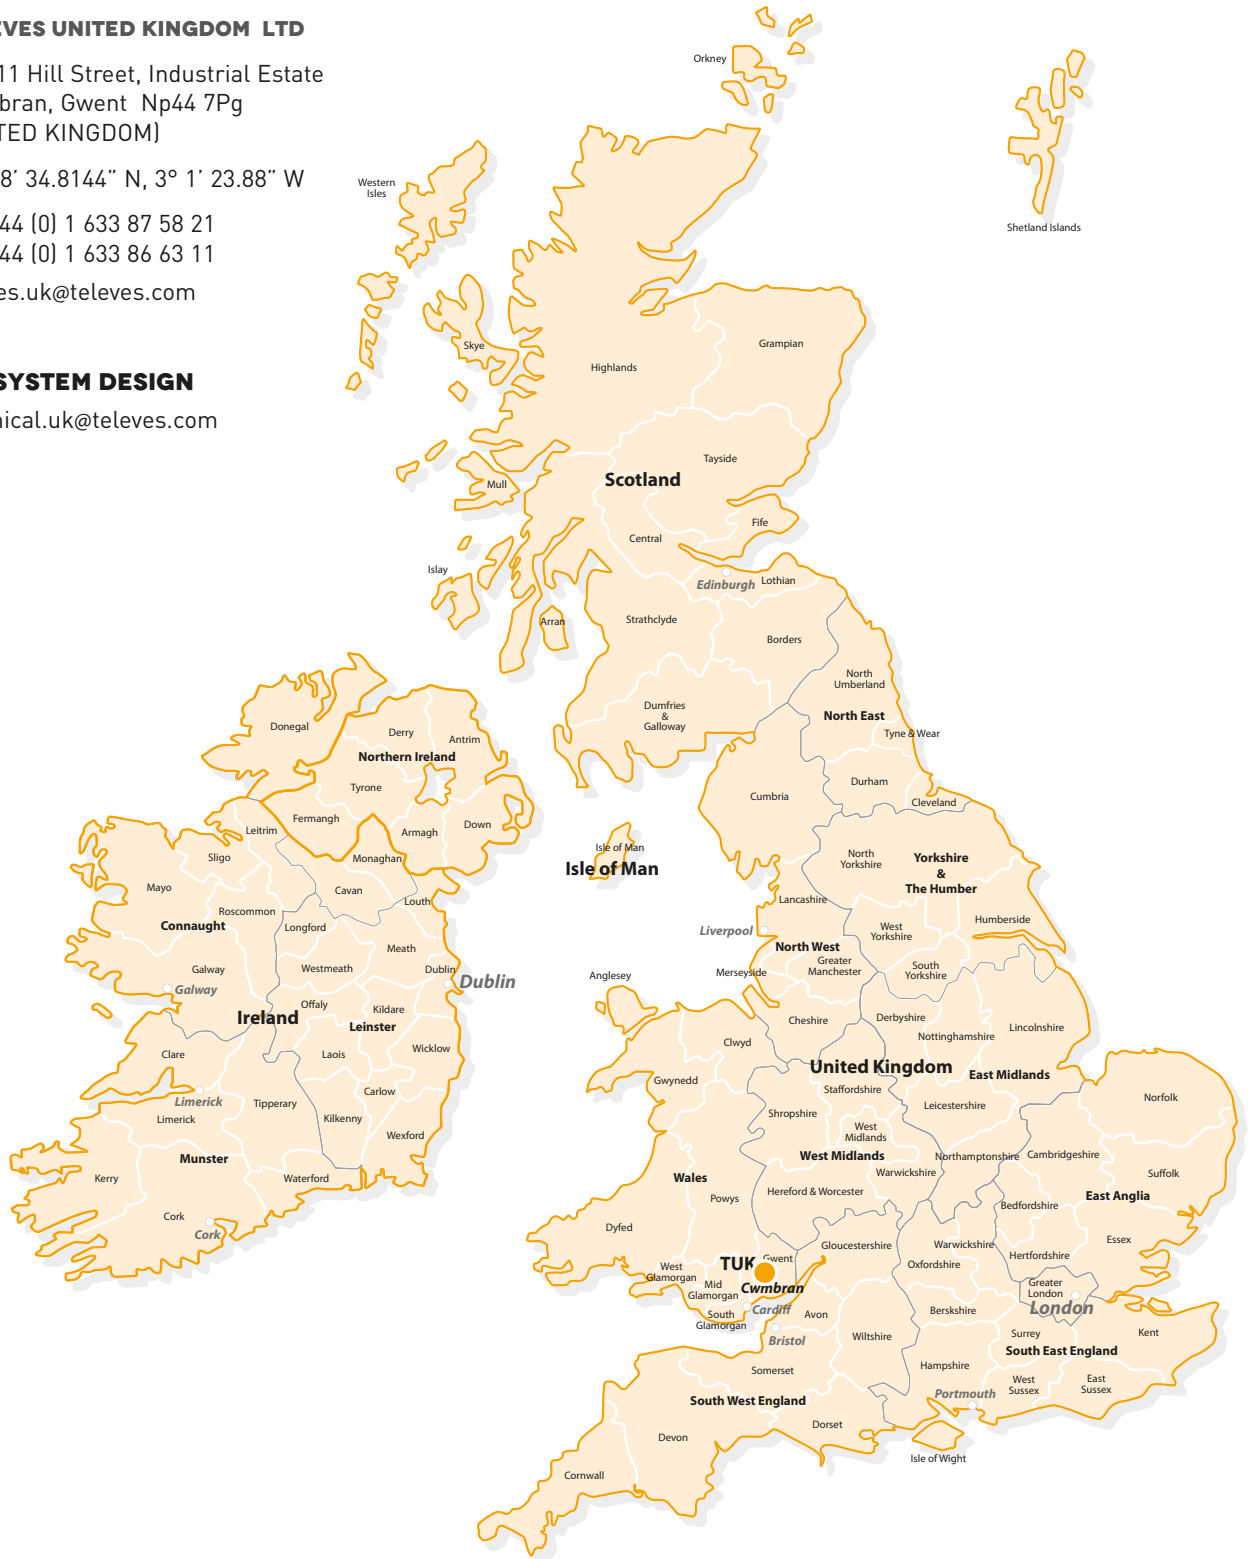 EVES UNITED KINGDOM LTD
11 Hill Street, Industrial Estate
bran, Gwent Np44 7Pg
TED KINGDOM)
8’ 34.8144” N, 3° 1’ 23.88” W
44 (0) 1 633 87 58 21
44 (0) 1 633 86 63 11
es.uk@televes.com
SYSTEM DESIGN
nical.uk@televes.com
Orkney
Shetland Islands
Western
Isles
Skye
Highlands
Grampian
Tayside
Scotland
Mull
Fife
Central
Islay
Edinburgh
Lothian
Arran
Strathclyde
Borders
North
Umberland
Dumfries
&
Galloway
North East
Tyne & Wear
Durham
Cleveland
Cumbria
Donegal
Derry
Antrim
Northern Ireland
Tyrone
Fermangh
Armagh
Down
Leitrim
Monaghan
Sligo
Cavan
Mayo
Louth
Roscommon
Connaught
Longford
Meath
Galway
Westmeath
Dublin
Dublin
Galway
Offaly
Kildare
Ireland
Leinster
Clare
Laois
Wicklow
Carlow
Limerick
Limerick
Tipperary
Kilkenny
Wexford
Munster
Kerry
Waterford
Cork
Cork
Isle of Man
Isle of Man
North
Yorkshire
Yorkshire
&
The Humber
Lancashire
Humberside
Liverpool
West
Yorkshire
North West
Greater
Manchester
Merseyside
South
Yorkshire
Anglesey
Cheshire
Derbyshire
Nottinghamshire
Lincolnshire
Clwyd
United Kingdom
East Midlands
Gwynedd
Staffordshire
Leicestershire
Norfolk
Shropshire
West
Midlands
West Midlands
Northamptonshire
Cambridgeshire
Warwickshire
Suffolk
Wales
Powys
Hereford & Worcester
East Anglia
Bedfordshire
Dyfed
Gloucestershire
Warwickshire
Essex
Hertfordshire
Oxfordshire
TUK
Gwent
West
Glamorgan
Mid
Glamorgan
Cwmbran
Greater
London
London
Cardiff
South
Glamorgan
Avon
Berskshire
Bristol
Wiltshire
Surrey
Kent
South East England
Hampshire
Somerset
West
Sussex
East
Sussex
Portmouth
South West England
Dorset
Devon
Isle of Wight
Cornwall